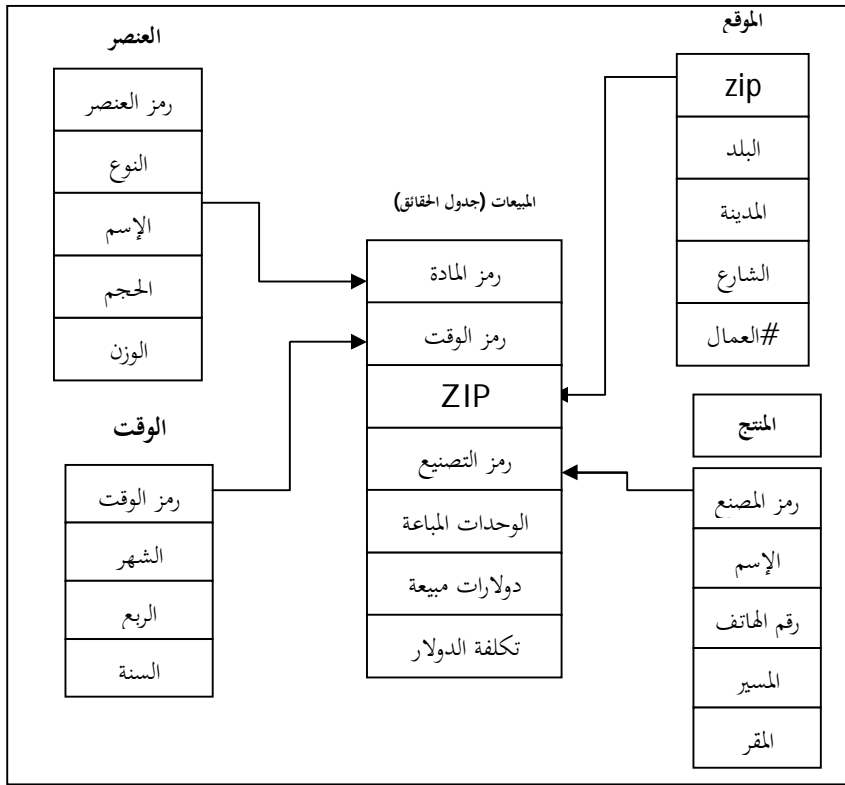 الموقع
zip
البلد
المدينة
الشارع
#العمال
العنصر
رمز العنصر
النوع
الإسم
الحجم
الوزن
المبيعات (جدول الحقائق)
رمز المادة
رمز الوقت
ZIP
رمز التصنيع
الوحدات المباعة
دولارات مبيعة
تكلفة الدولار
المنتج
رمز المصنع
الإسم
رقم الهاتف
المسير
المقر
الوقت
رمز الوقت
الشهر
الربع
السنة